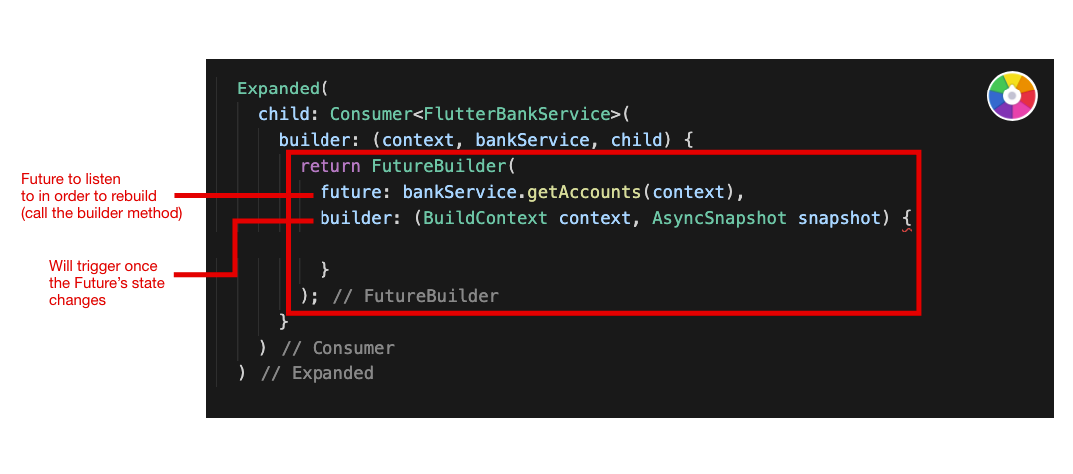 Expanded(
child: Consumer<FlutterBankService>(
builder: (context, bankService, child) {
return FutureBuilder(
future: bankService.getAccounts(context),
builder: (BuildContext context, AsyncSnapshot snapshot) {
}
); // FutureBuilder
}
) // Consumer
) // Expanded
Future to listen
to in order to rebuild
(call the builder method)
Will trigger once
the Future's state
changes